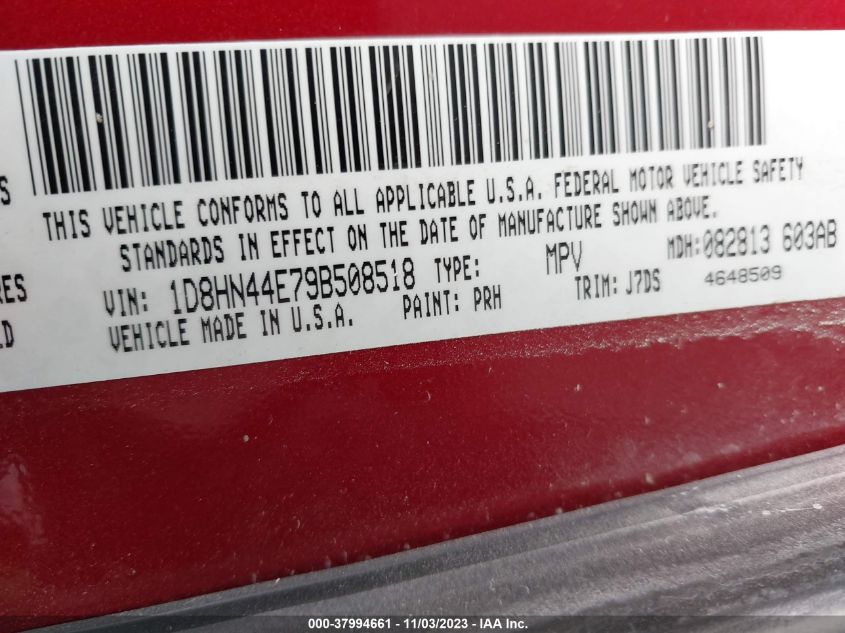 S
THIS VEHICLE CONFORMS TO ALL APPLICABLE U.S.A. FEDERAL MOTOR VEHICLE SAFETY
STANDARDS IN EFFECT ON THE DATE OF MANUFACTURE SHOWN ABOVE.
RES
VIN: 1D8HN44E79B508518 TYPE: MPV MDH:082813 603AB
LD
VEHICLE MADE IN U.S.A. PAINT: PRH TRIM: J7DS 4648509
000-37994661 - 11/03/2023 - IAA Inc.